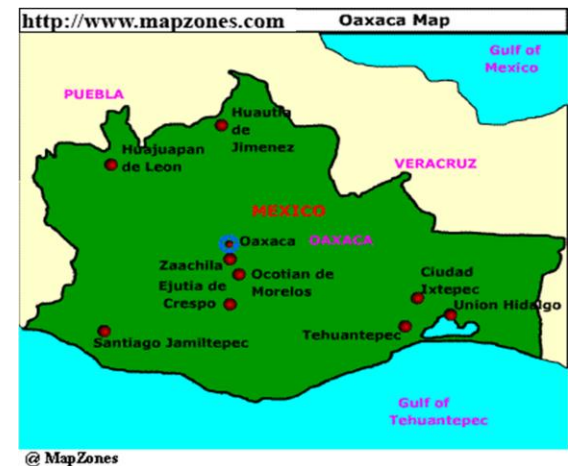 http://www.mapzones.com
Oaxaca Map
Gulf of
Mexico
PUEBLA
Huautla
de
Jimenez
Huajuapan
de Leon
VERACRUZ
MEXICO
Oaxaca
OAXACA
Zaachila
Ocotlan de
Morelos
Ejutla de
Crespo
Ciudad
Ixtepec
Union Hidalgo
Tehuantepec
Santiago Jamiltepec
Gulf of
Tehuantepec
@ MapZones